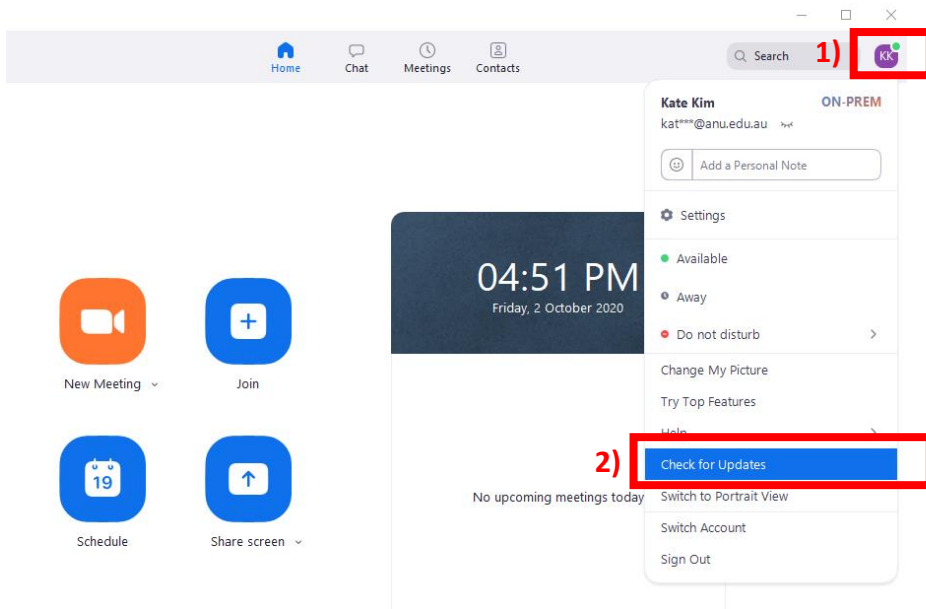 1)
Home Chat Meetings Contacts Search KK
Kate Kim ON-PREM
kat***@anu.edu.au
Add a Personal Note
Settings
Available
Away
Do not disturb
Change My Picture
Try Top Features
Help
2) Check for Updates
Switch to Portrait View
Switch Account
Sign Out
04:51 PM
Friday, 2 October 2020
No upcoming meetings today
New Meeting Join
19
Schedule Share screen